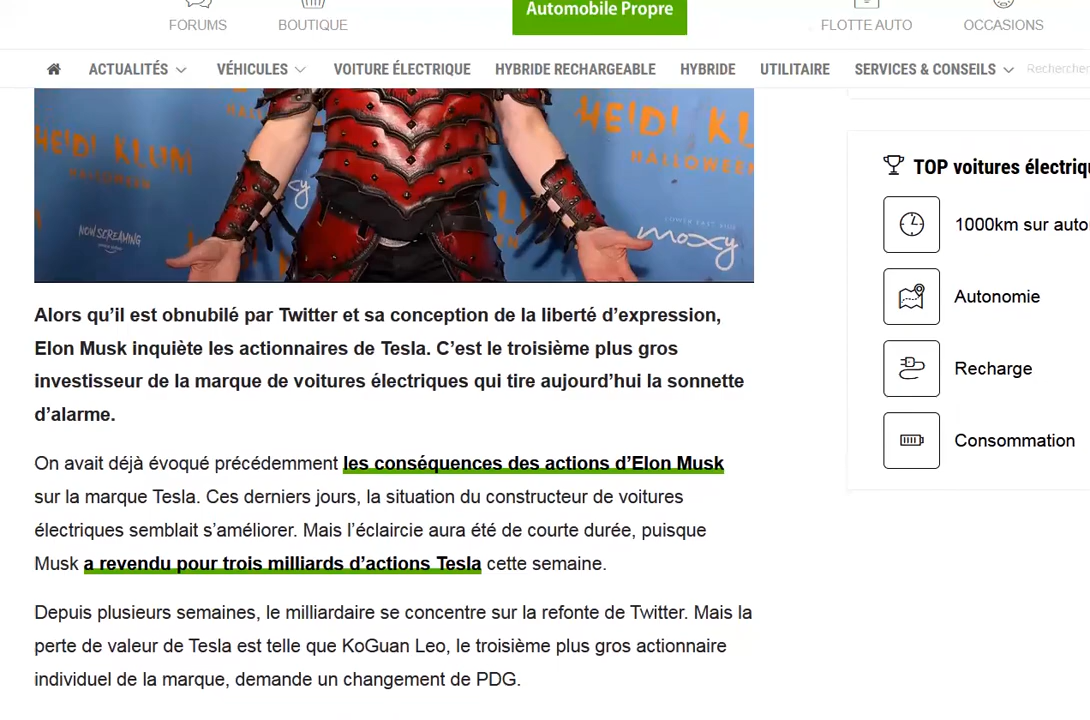 Automobile Propre
FORUMS
BOUTIQUE
FLOTTE AUTO
OCCASIONS
ACTUALITÉS
VÉHICULES
VOITURE ÉLECTRIQUE
HYBRIDE RECHARGEABLE
HYBRIDE
UTILITAIRE
SERVICES & CONSEILS
Rechercher
HEIDI KLUM
HALLOWEEN
HEIDI KL
HALLOWEEN
NOW SCREAMING
LOWER EAST SIDE
moxy
Alors qu’il est obnubilé par Twitter et sa conception de la liberté d’expression,
Elon Musk inquiète les actionnaires de Tesla. C’est le troisième plus gros
investisseur de la marque de voitures électriques qui tire aujourd’hui la sonnette
d’alarme.
On avait déjà évoqué précédemment les conséquences des actions d’Elon Musk
sur la marque Tesla. Ces derniers jours, la situation du constructeur de voitures
électriques semblait s’améliorer. Mais l’éclaircie aura été de courte durée, puisque
Musk a revendu pour trois milliards d’actions Tesla cette semaine.
Depuis plusieurs semaines, le milliardaire se concentre sur la refonte de Twitter. Mais la
perte de valeur de Tesla est telle que KoGuan Leo, le troisième plus gros actionnaire
individuel de la marque, demande un changement de PDG.
TOP voitures électriq
1000km sur auto
Autonomie
Recharge
Consommation